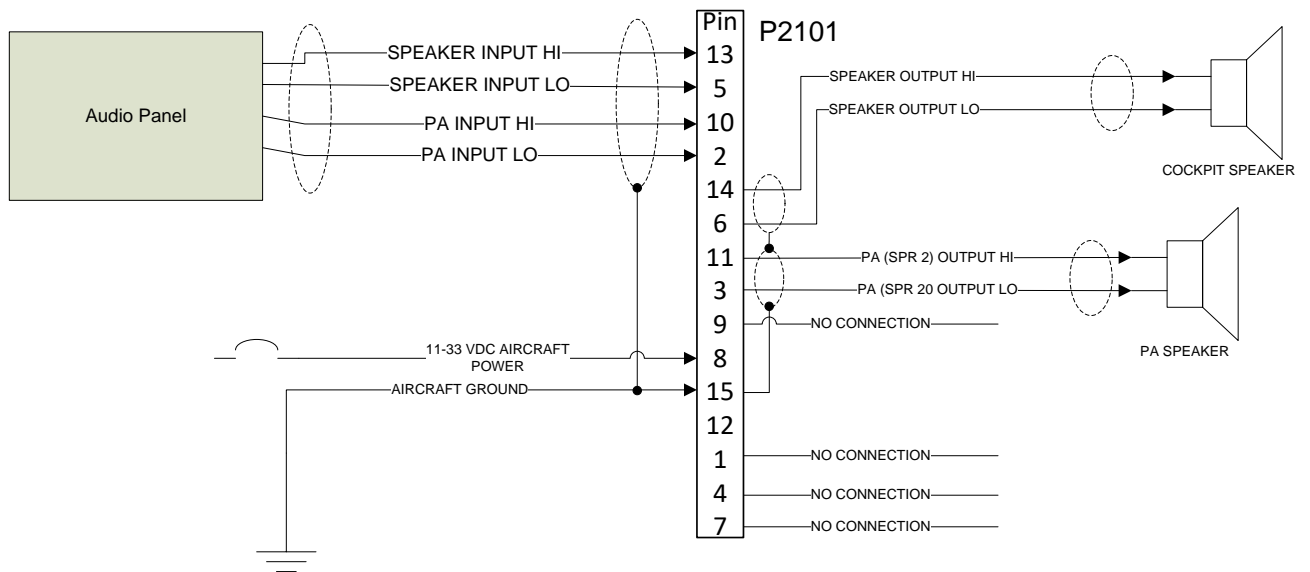 Pin
P2101
Audio Panel
SPEAKER INPUT HI
13
SPEAKER INPUT LO
5
PA INPUT HI
10
PA INPUT LO
2
14
SPEAKER OUTPUT HI
6
SPEAKER OUTPUT LO
COCKPIT SPEAKER
11
PA (SPR 2) OUTPUT HI
3
PA (SPR 20 OUTPUT LO
9
NO CONNECTION
PA SPEAKER
11-33 VDC AIRCRAFT
POWER
8
AIRCRAFT GROUND
15
12
1
NO CONNECTION
4
NO CONNECTION
7
NO CONNECTION